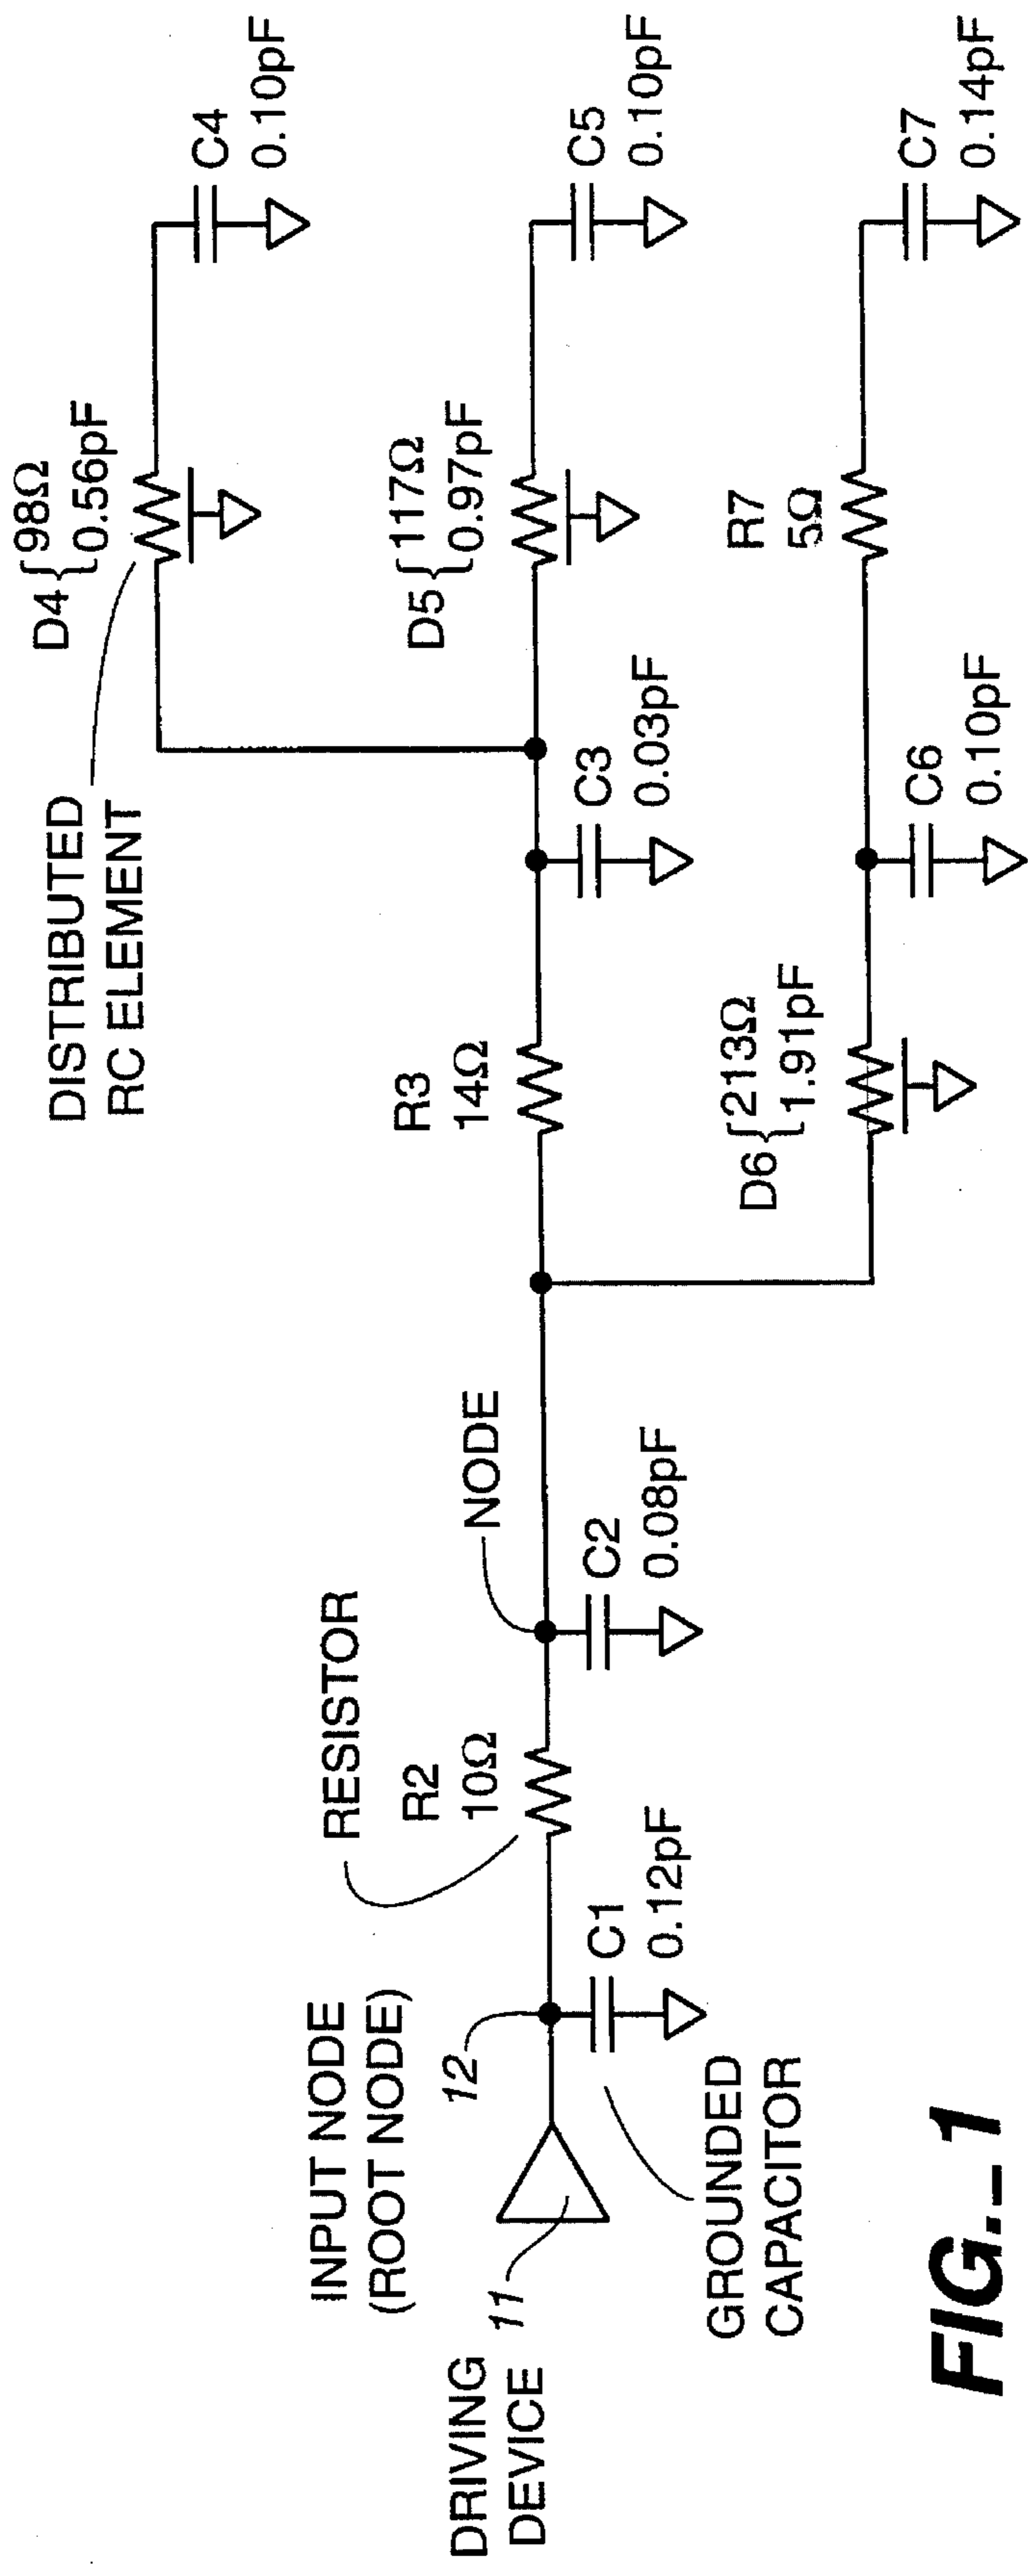 DISTRIBUTED
RC ELEMENT
D4 { 98Ω
0.56pF
C4
0.10pF
D5 { 117Ω
0.97pF
C5
0.10pF
R3
14Ω
C3
0.03pF
D6 { 213Ω
1.91pF
R7
5Ω
C6
0.10pF
C7
0.14pF
RESISTOR
R2
10Ω
NODE
C2
0.08pF
INPUT NODE
(ROOT NODE)
12
C1
0.12pF
DRIVING
DEVICE
11
GROUNDED
CAPACITOR
FIG._1